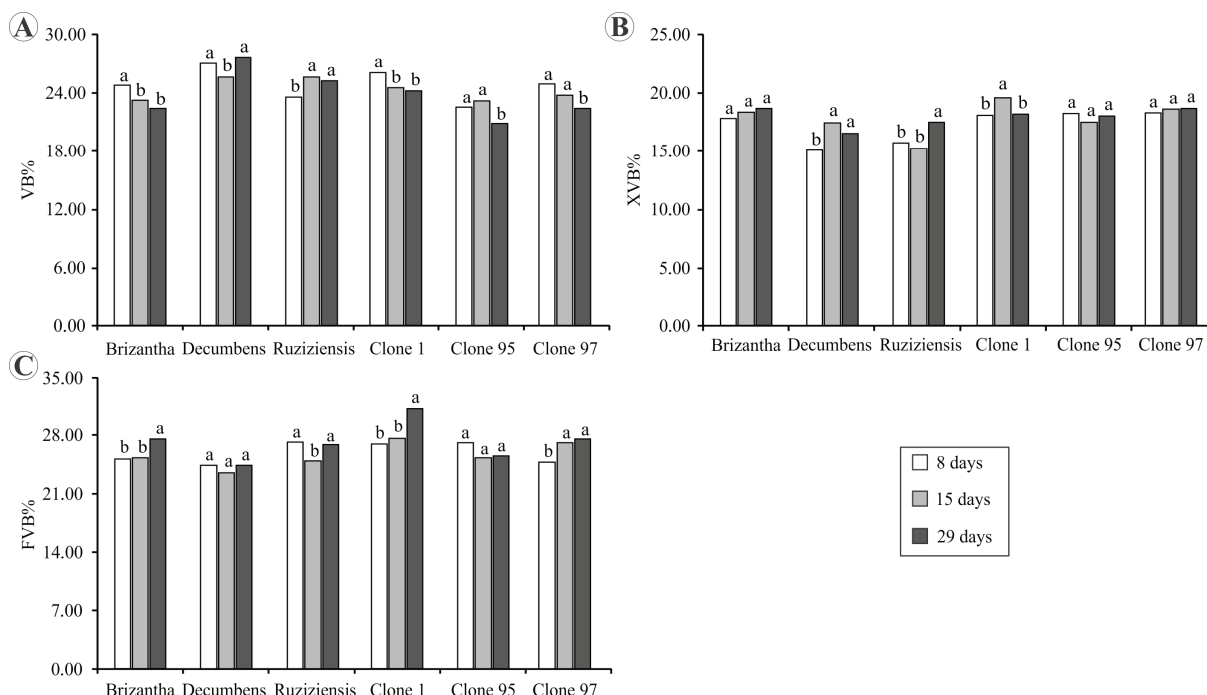 A
30.00
24.00
18.00
12.00
6.00
0.00
VB%
a b b a b a b a a a b b a a b a a b
Brizantha Decumbens Ruziziensis Clone 1 Clone 95 Clone 97
B
25.00
20.00
15.00
10.00
5.00
0.00
XVB%
a a a b a a b b a b a b a a a a a a
Brizantha Decumbens Ruziziensis Clone 1 Clone 95 Clone 97
C
35.00
28.00
21.00
14.00
7.00
0.00
FVB%
b b a a a a a b a b b a a a a b a a
Brizantha Decumbens Ruziziensis Clone 1 Clone 95 Clone 97
8 days
15 days
29 days